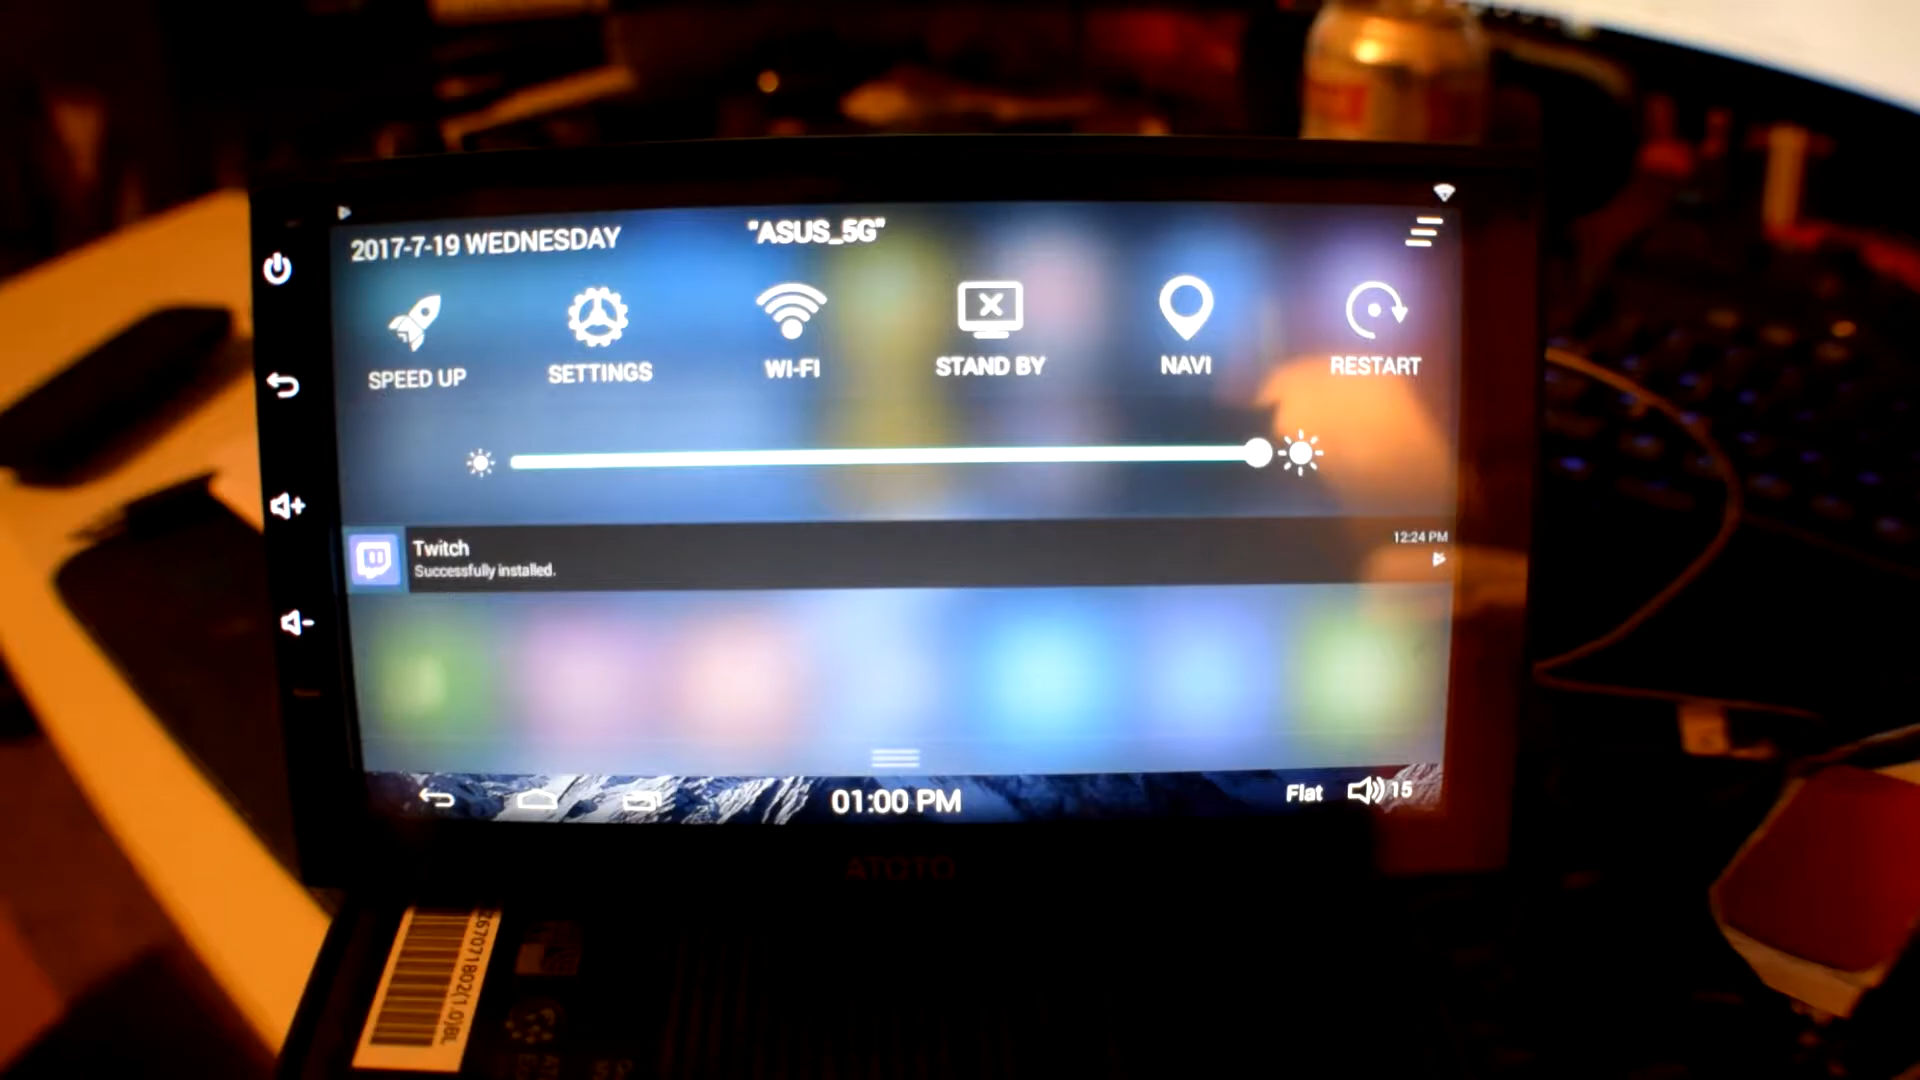 2017-7-19 WEDNESDAY
"ASUS_5G"
SPEED UP
SETTINGS
WI-FI
STAND BY
NAVI
RESTART
Twitch
Successfully installed.
12:24 PM
01:00 PM
Flat
15
ATOTO